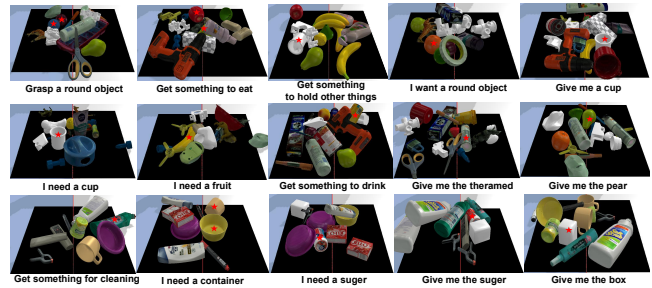 Grasp a round object
Get something to eat
Get something
to hold other things
I want a round object
Give me a cup
I need a cup
I need a fruit
Get something to drink
Give me the theramed
Give me the pear
Get something for cleaning
I need a container
I need a suger
Give me the suger
Give me the box